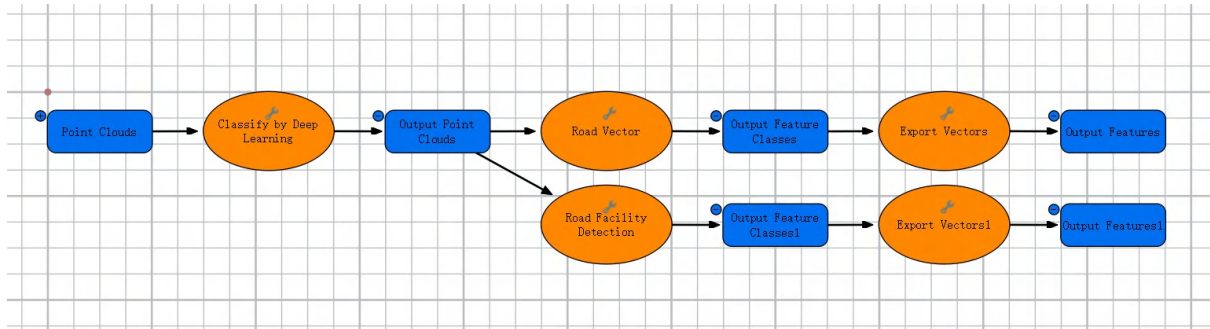 Point Clouds
Classify by Deep
Learning
Output Point
Clouds
Road Vector
Output Feature
Classes
Export Vectors
Output Features
Road Facility
Detection
Output Feature
Classes1
Export Vectors1
Output Features1